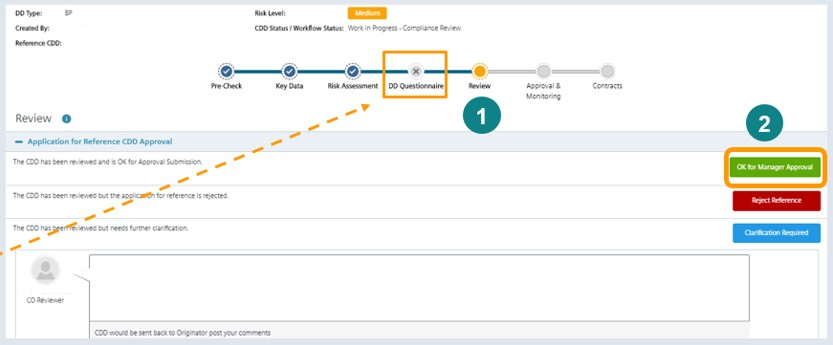 DD Type: EP Risk Level: Medium
Created By: CDD Status / Workflow Status: Work in Progress - Compliance Review
Reference CDD:
Pre-Check Key Data Risk Assessment DD Questionnaire Review Approval & Monitoring Contracts
1
Review i
2
Application for Reference CDD Approval
The CDD has been reviewed and is OK for Approval Submission. OK for Manager Approval
The CDD has been reviewed but the application for reference is rejected. Reject Reference
The CDD has been reviewed but needs further clarification. Clarification Required
CO Reviewer
CDD would be sent back to Originator post your comments